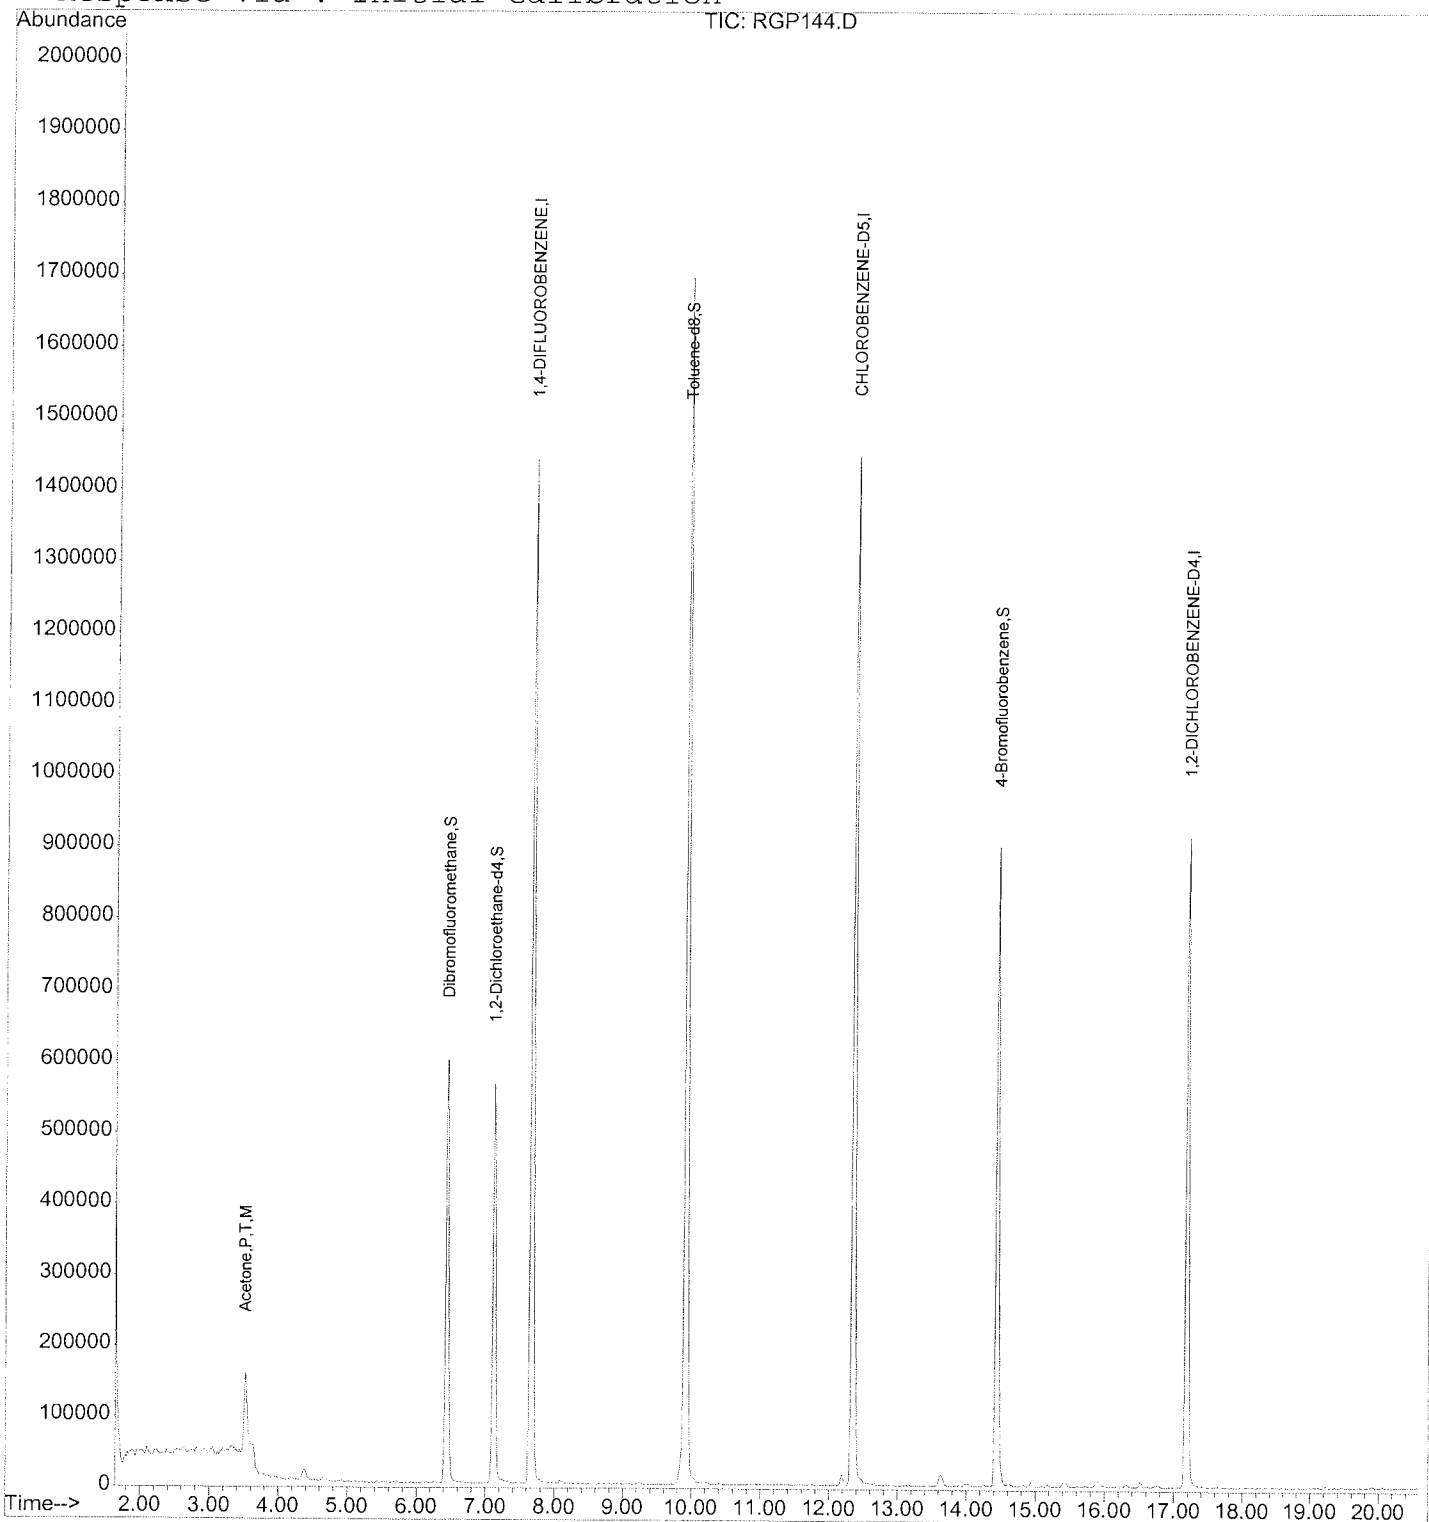 Response via : Initial Calibration
Abundance
TIC: RGP144.D
2000000
1900000
1800000
1700000
1600000
1500000
1400000
1300000
1200000
1100000
1000000
900000
800000
700000
600000
500000
400000
300000
200000
100000
0
Acetone,P,T,M
Dibromofluoromethane,S
1,2-Dichloroethane-d4,S
1,4-DIFLUOROBENZENE,I
Toluene-d8,S
CHLOROBENZENE-D5,I
4-Bromofluorobenzene,S
1,2-DICHLOROBENZENE-D4,I
Time--> 2.00 3.00 4.00 5.00 6.00 7.00 8.00 9.00 10.00 11.00 12.00 13.00 14.00 15.00 16.00 17.00 18.00 19.00 20.00